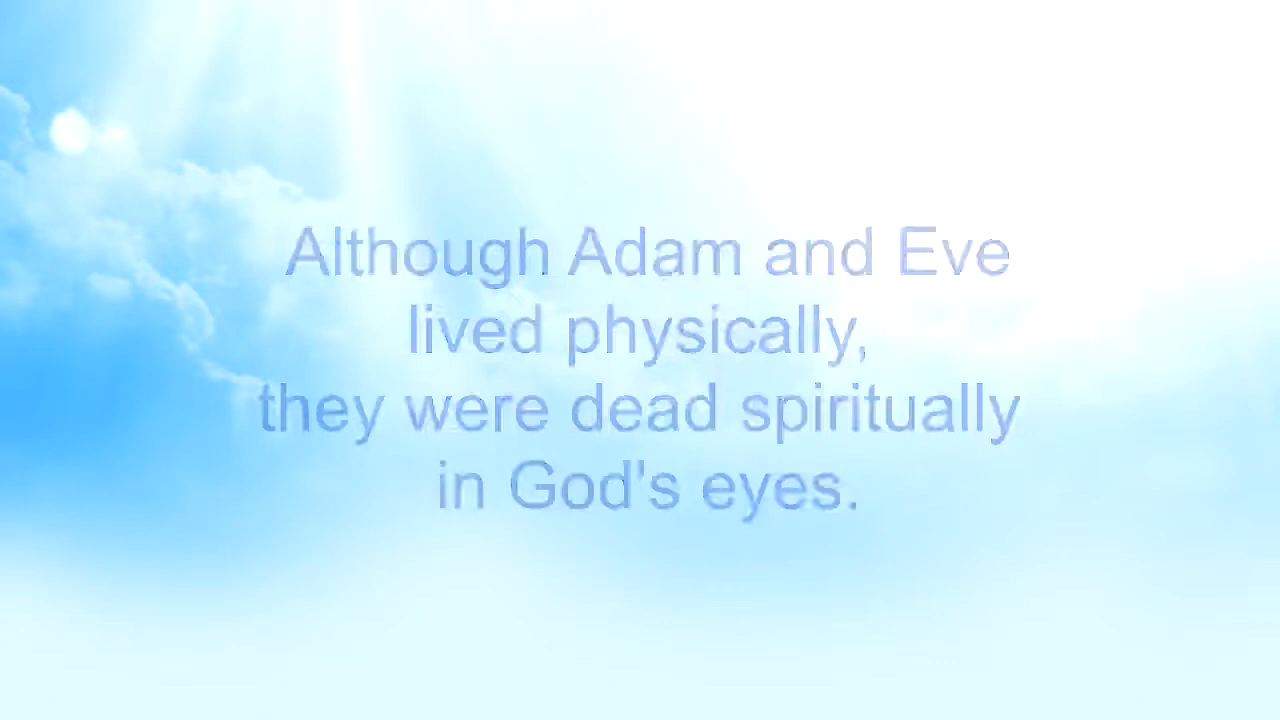 Although Adam and Eve
lived physically,
they were dead spiritually
in God's eyes.